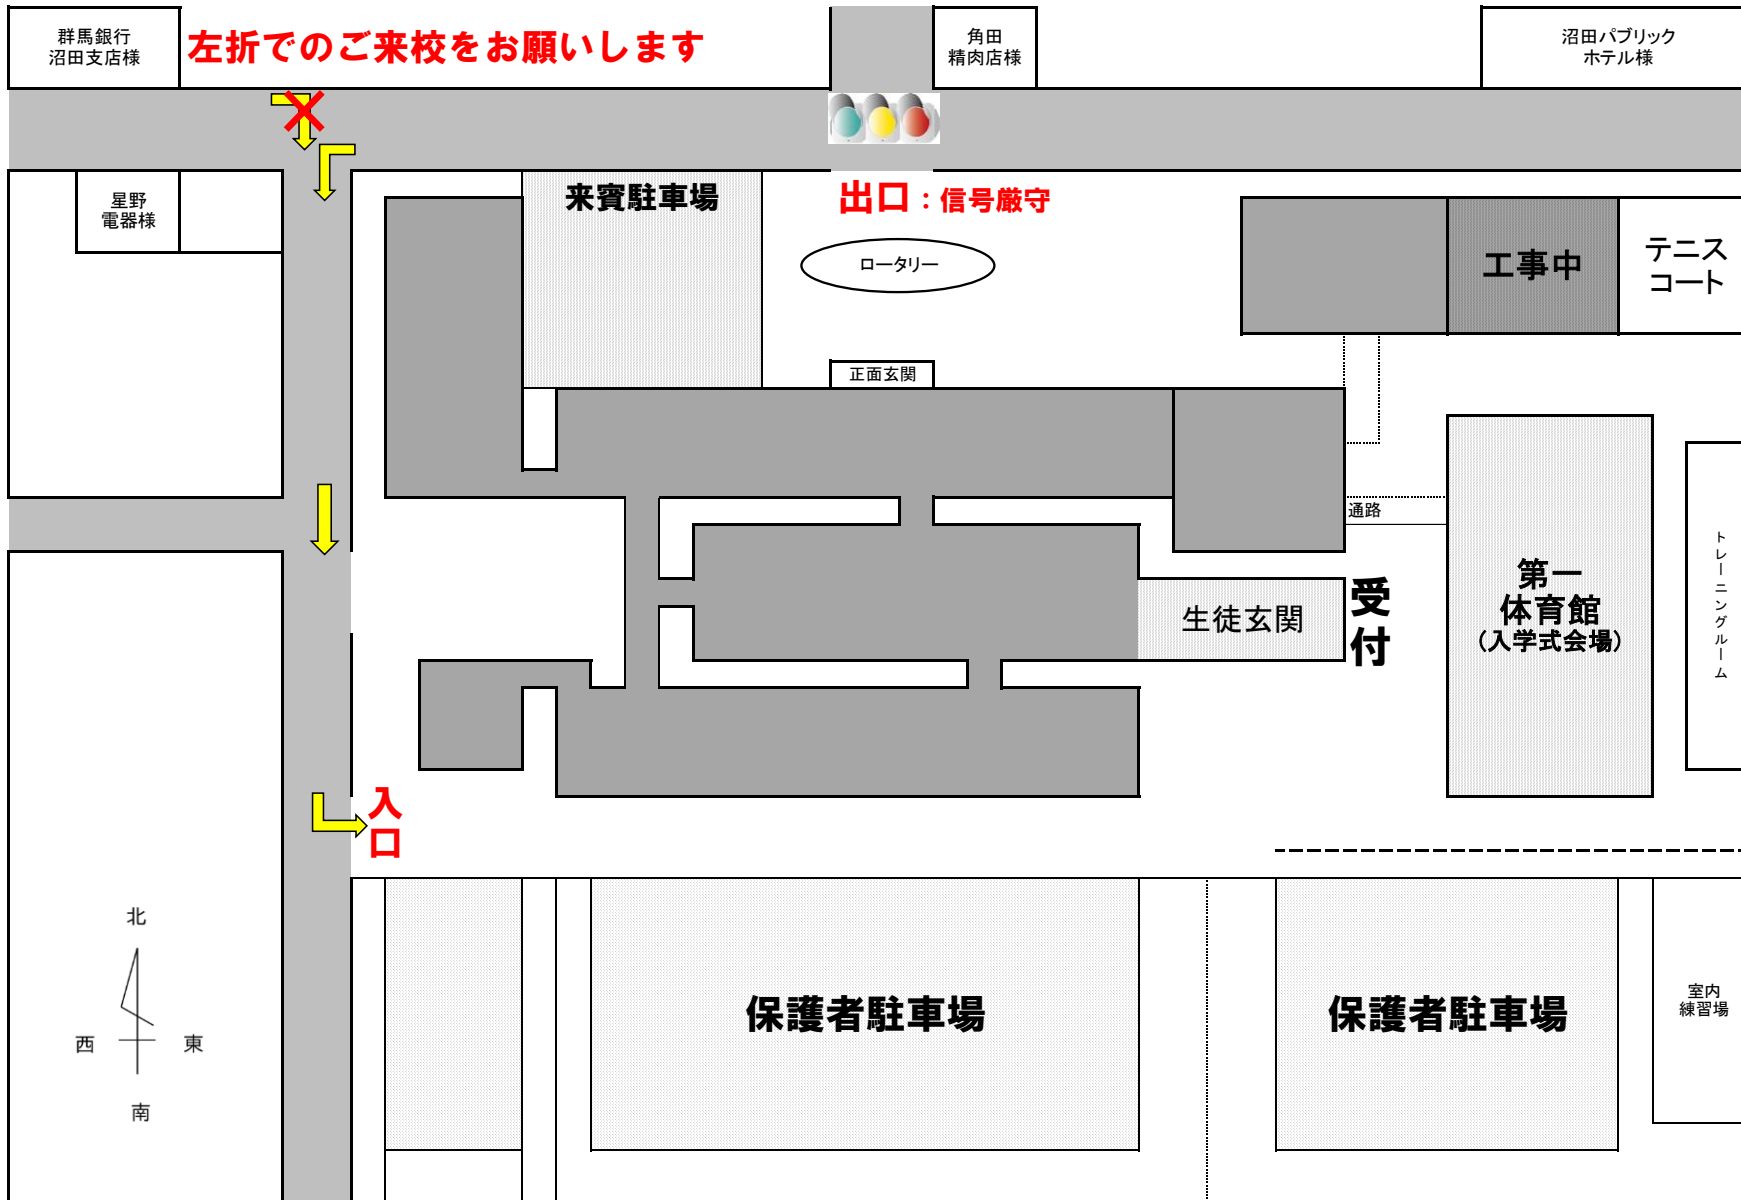 群馬銀行
沼田支店様
左折でのご来校をお願いします
角田
精肉店様
沼田パブリック
ホテル様
星野
電器様
来賓駐車場
出口：信号厳守
ロータリー
工事中
テニス
コート
正面玄関
通路
第一
体育館
（入学式会場）
トレーニングルーム
生徒玄関
受付
入口
北
西
東
南
保護者駐車場
保護者駐車場
室内
練習場